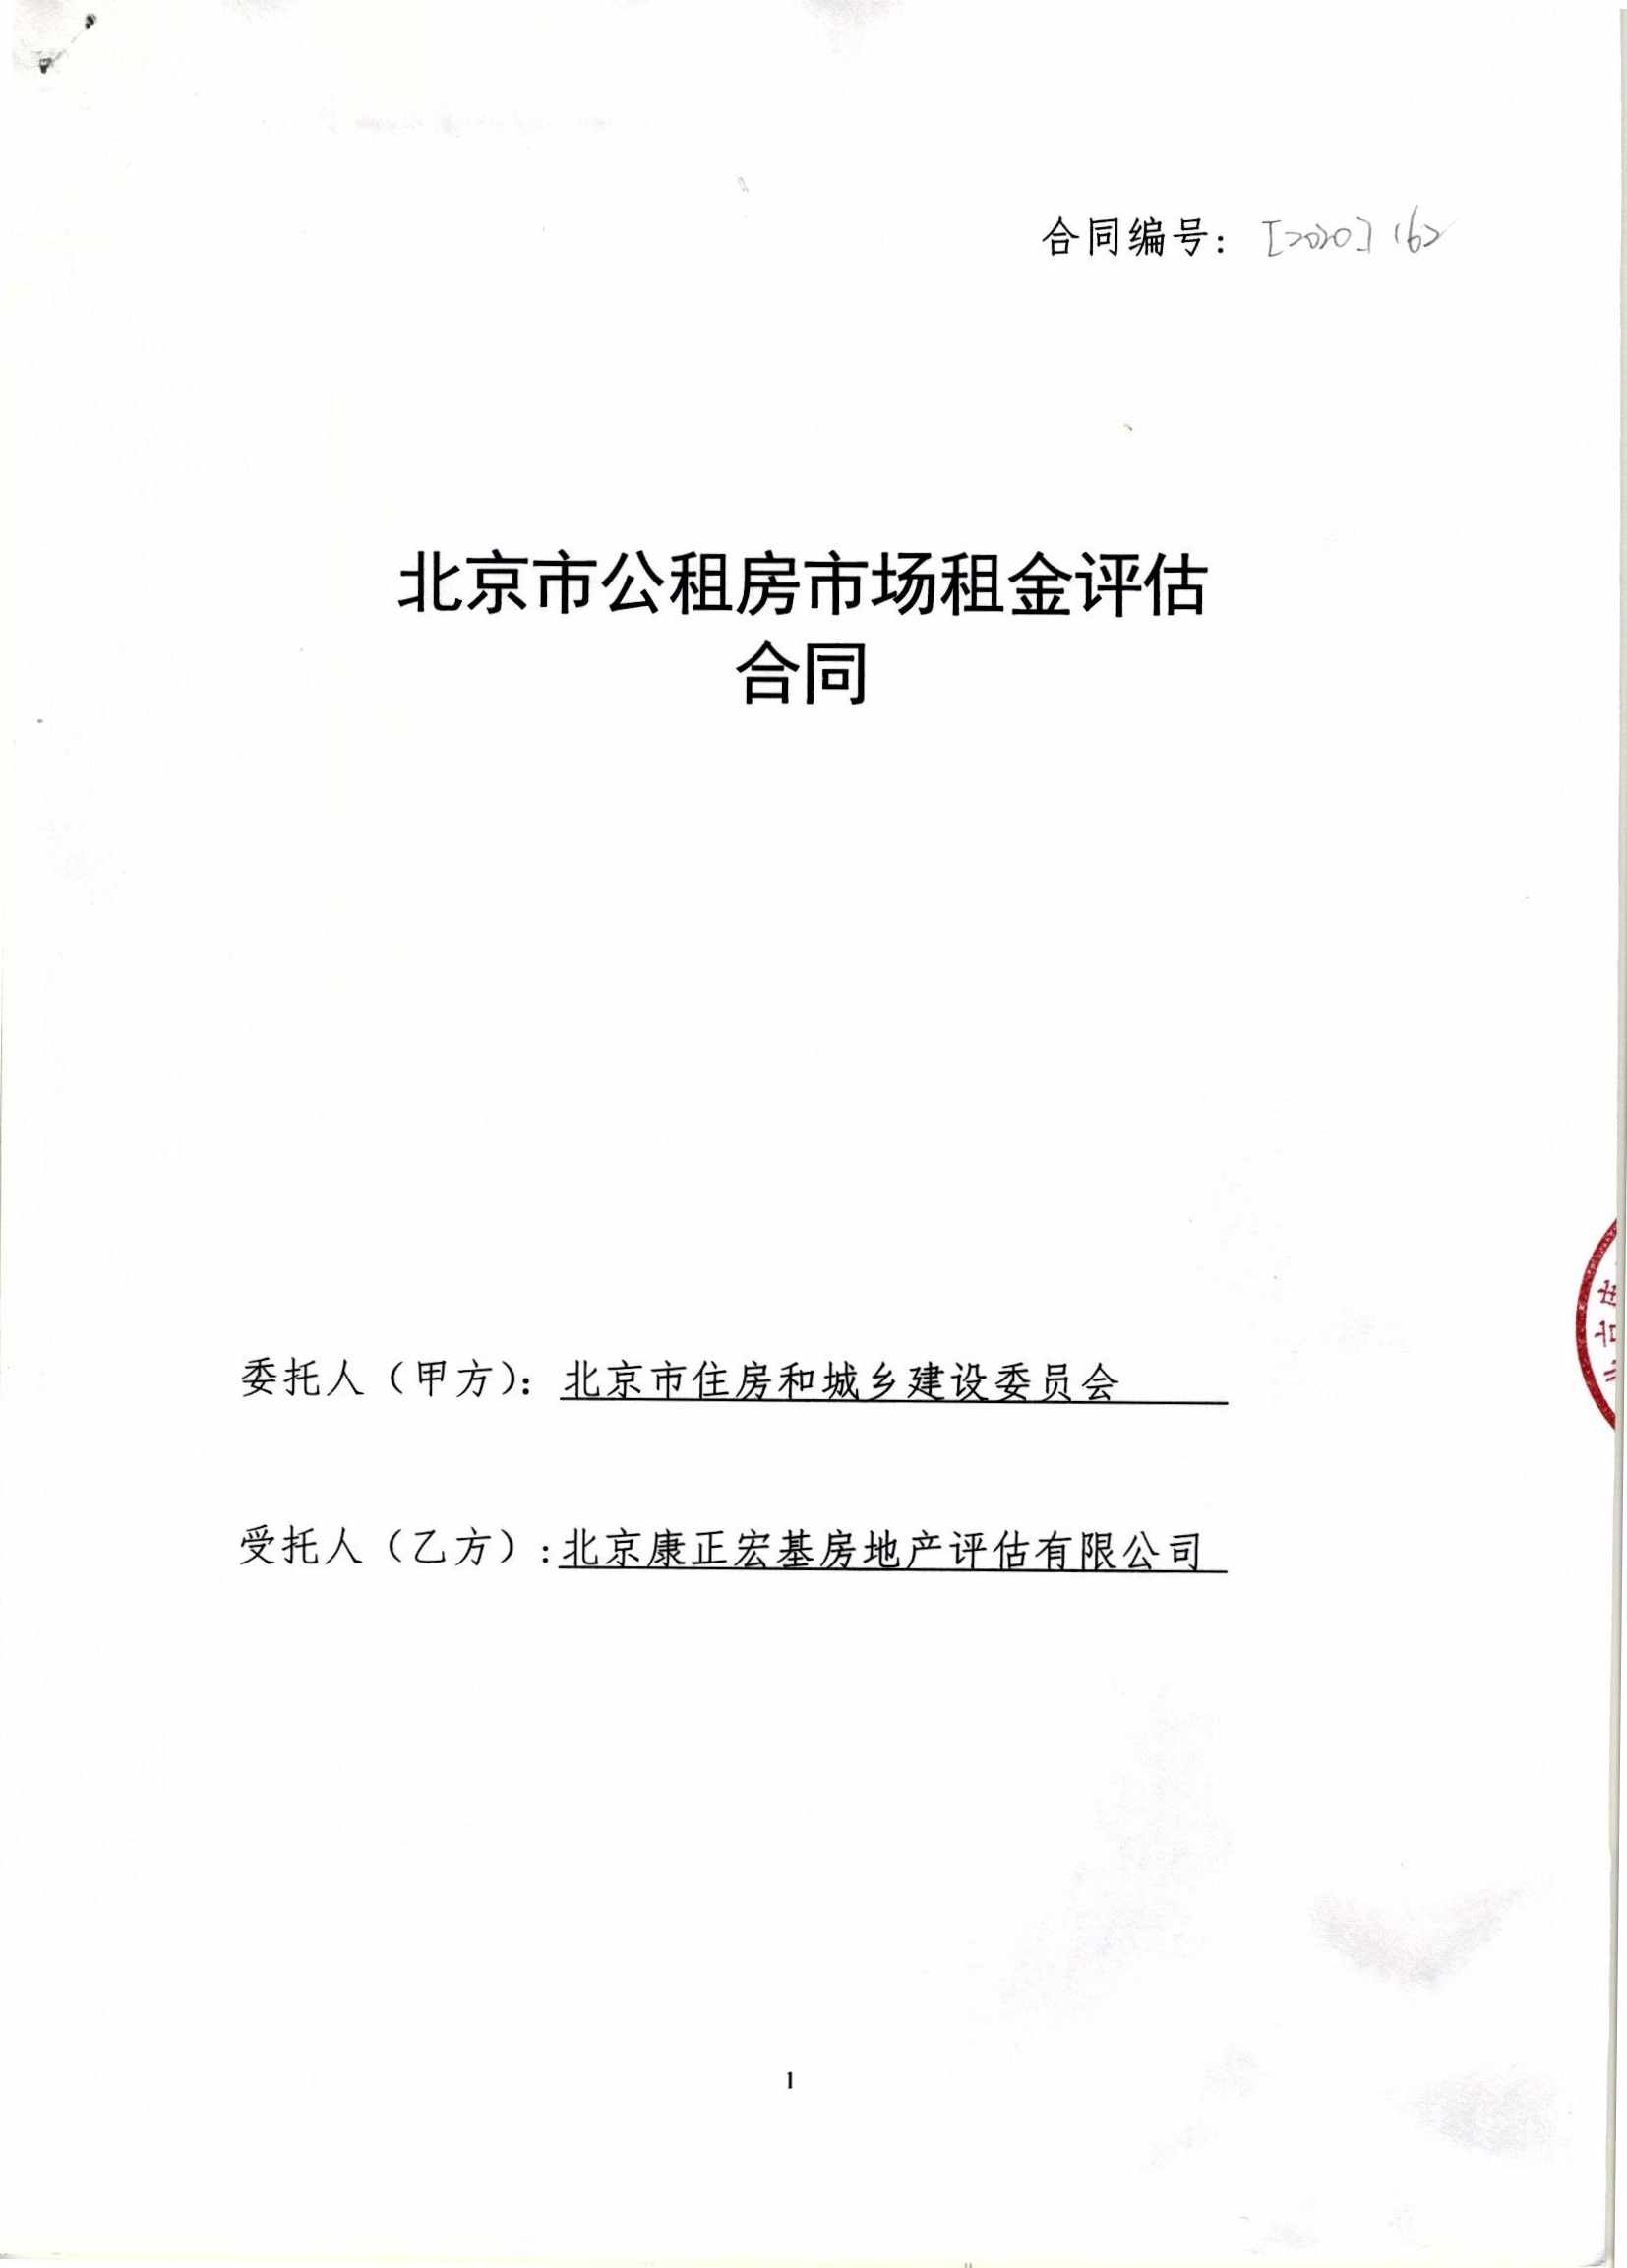 合同编号：[2020]162
北京市公租房市场租金评估
合同
委托人（甲方）：北京市住房和城乡建设委员会
受托人（乙方）：北京康正宏基房地产评估有限公司
1